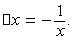 ▯x = −1/x.